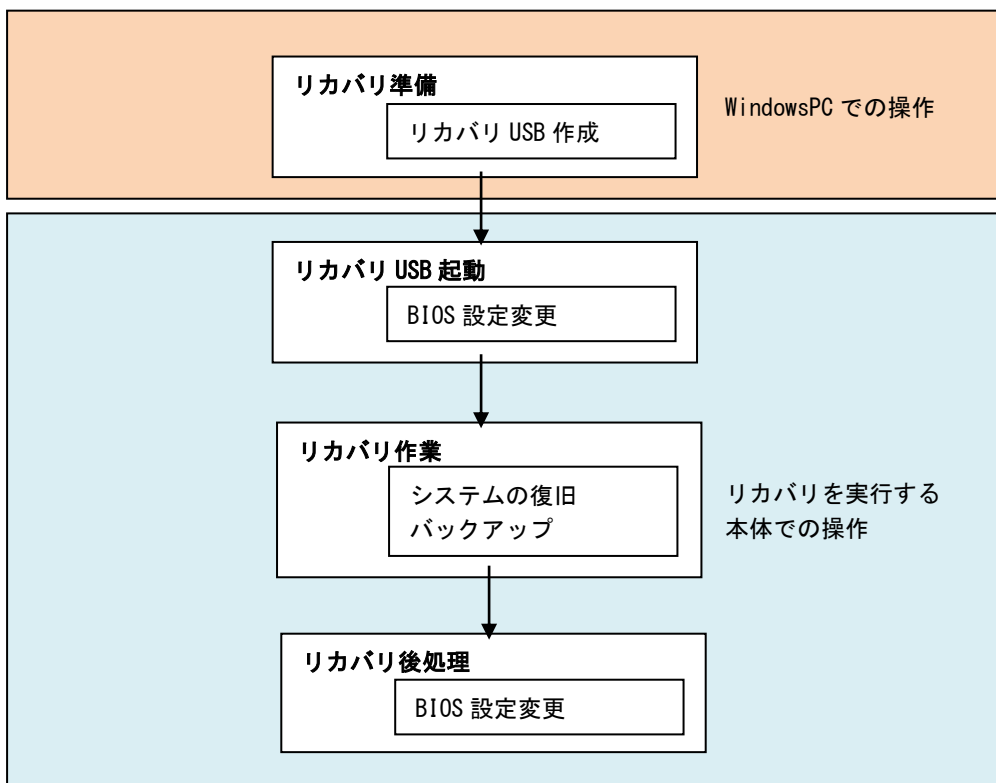 リカバリ準備
リカバリ USB 作成
WindowsPC での操作
リカバリ USB 起動
BIOS 設定変更
リカバリ作業
システムの復旧
バックアップ
リカバリを実行する
本体での操作
リカバリ後処理
BIOS 設定変更